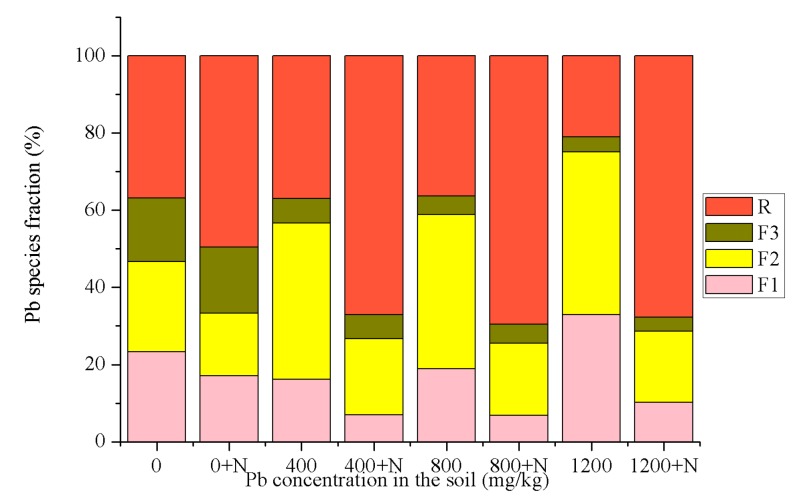 Pb species fraction (%)
100
80
60
40
20
0
0 0+N 400 400+N 800 800+N 1200 1200+N
Pb concentration in the soil (mg/kg)
R
F3
F2
F1